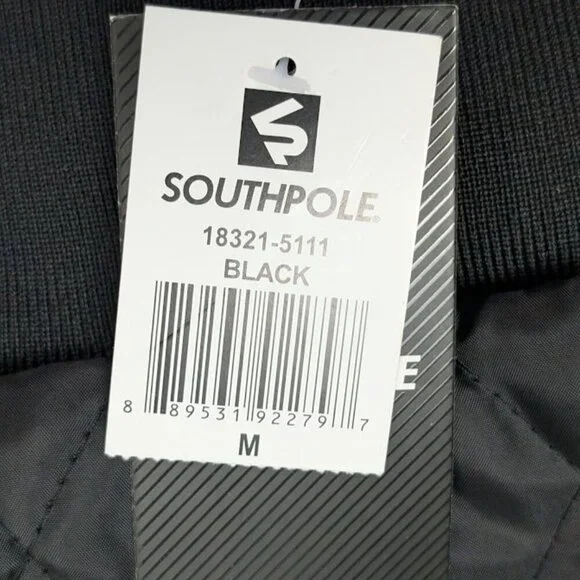 SOUTHPOLE®
18321-5111
BLACK
E
8 89531 92279 7
M